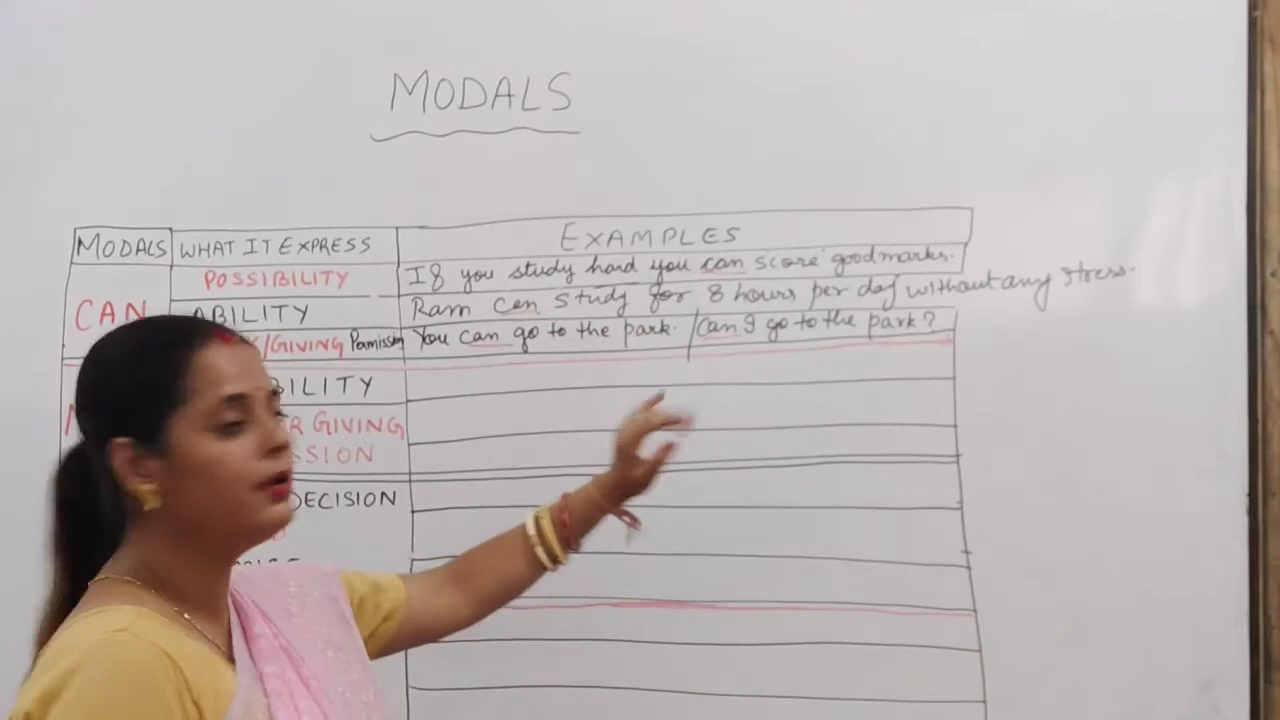 MODALS
MODALS WHAT IT EXPRESS EXAMPLES
POSSIBILITY If you study hard you can score good marks.
CAN ABILITY Ram can study for 8 hours per day without any stress.
/GIVING Permission You can go to the park. / Can I go to the park?
BILITY
R GIVING
SSION
DECISION